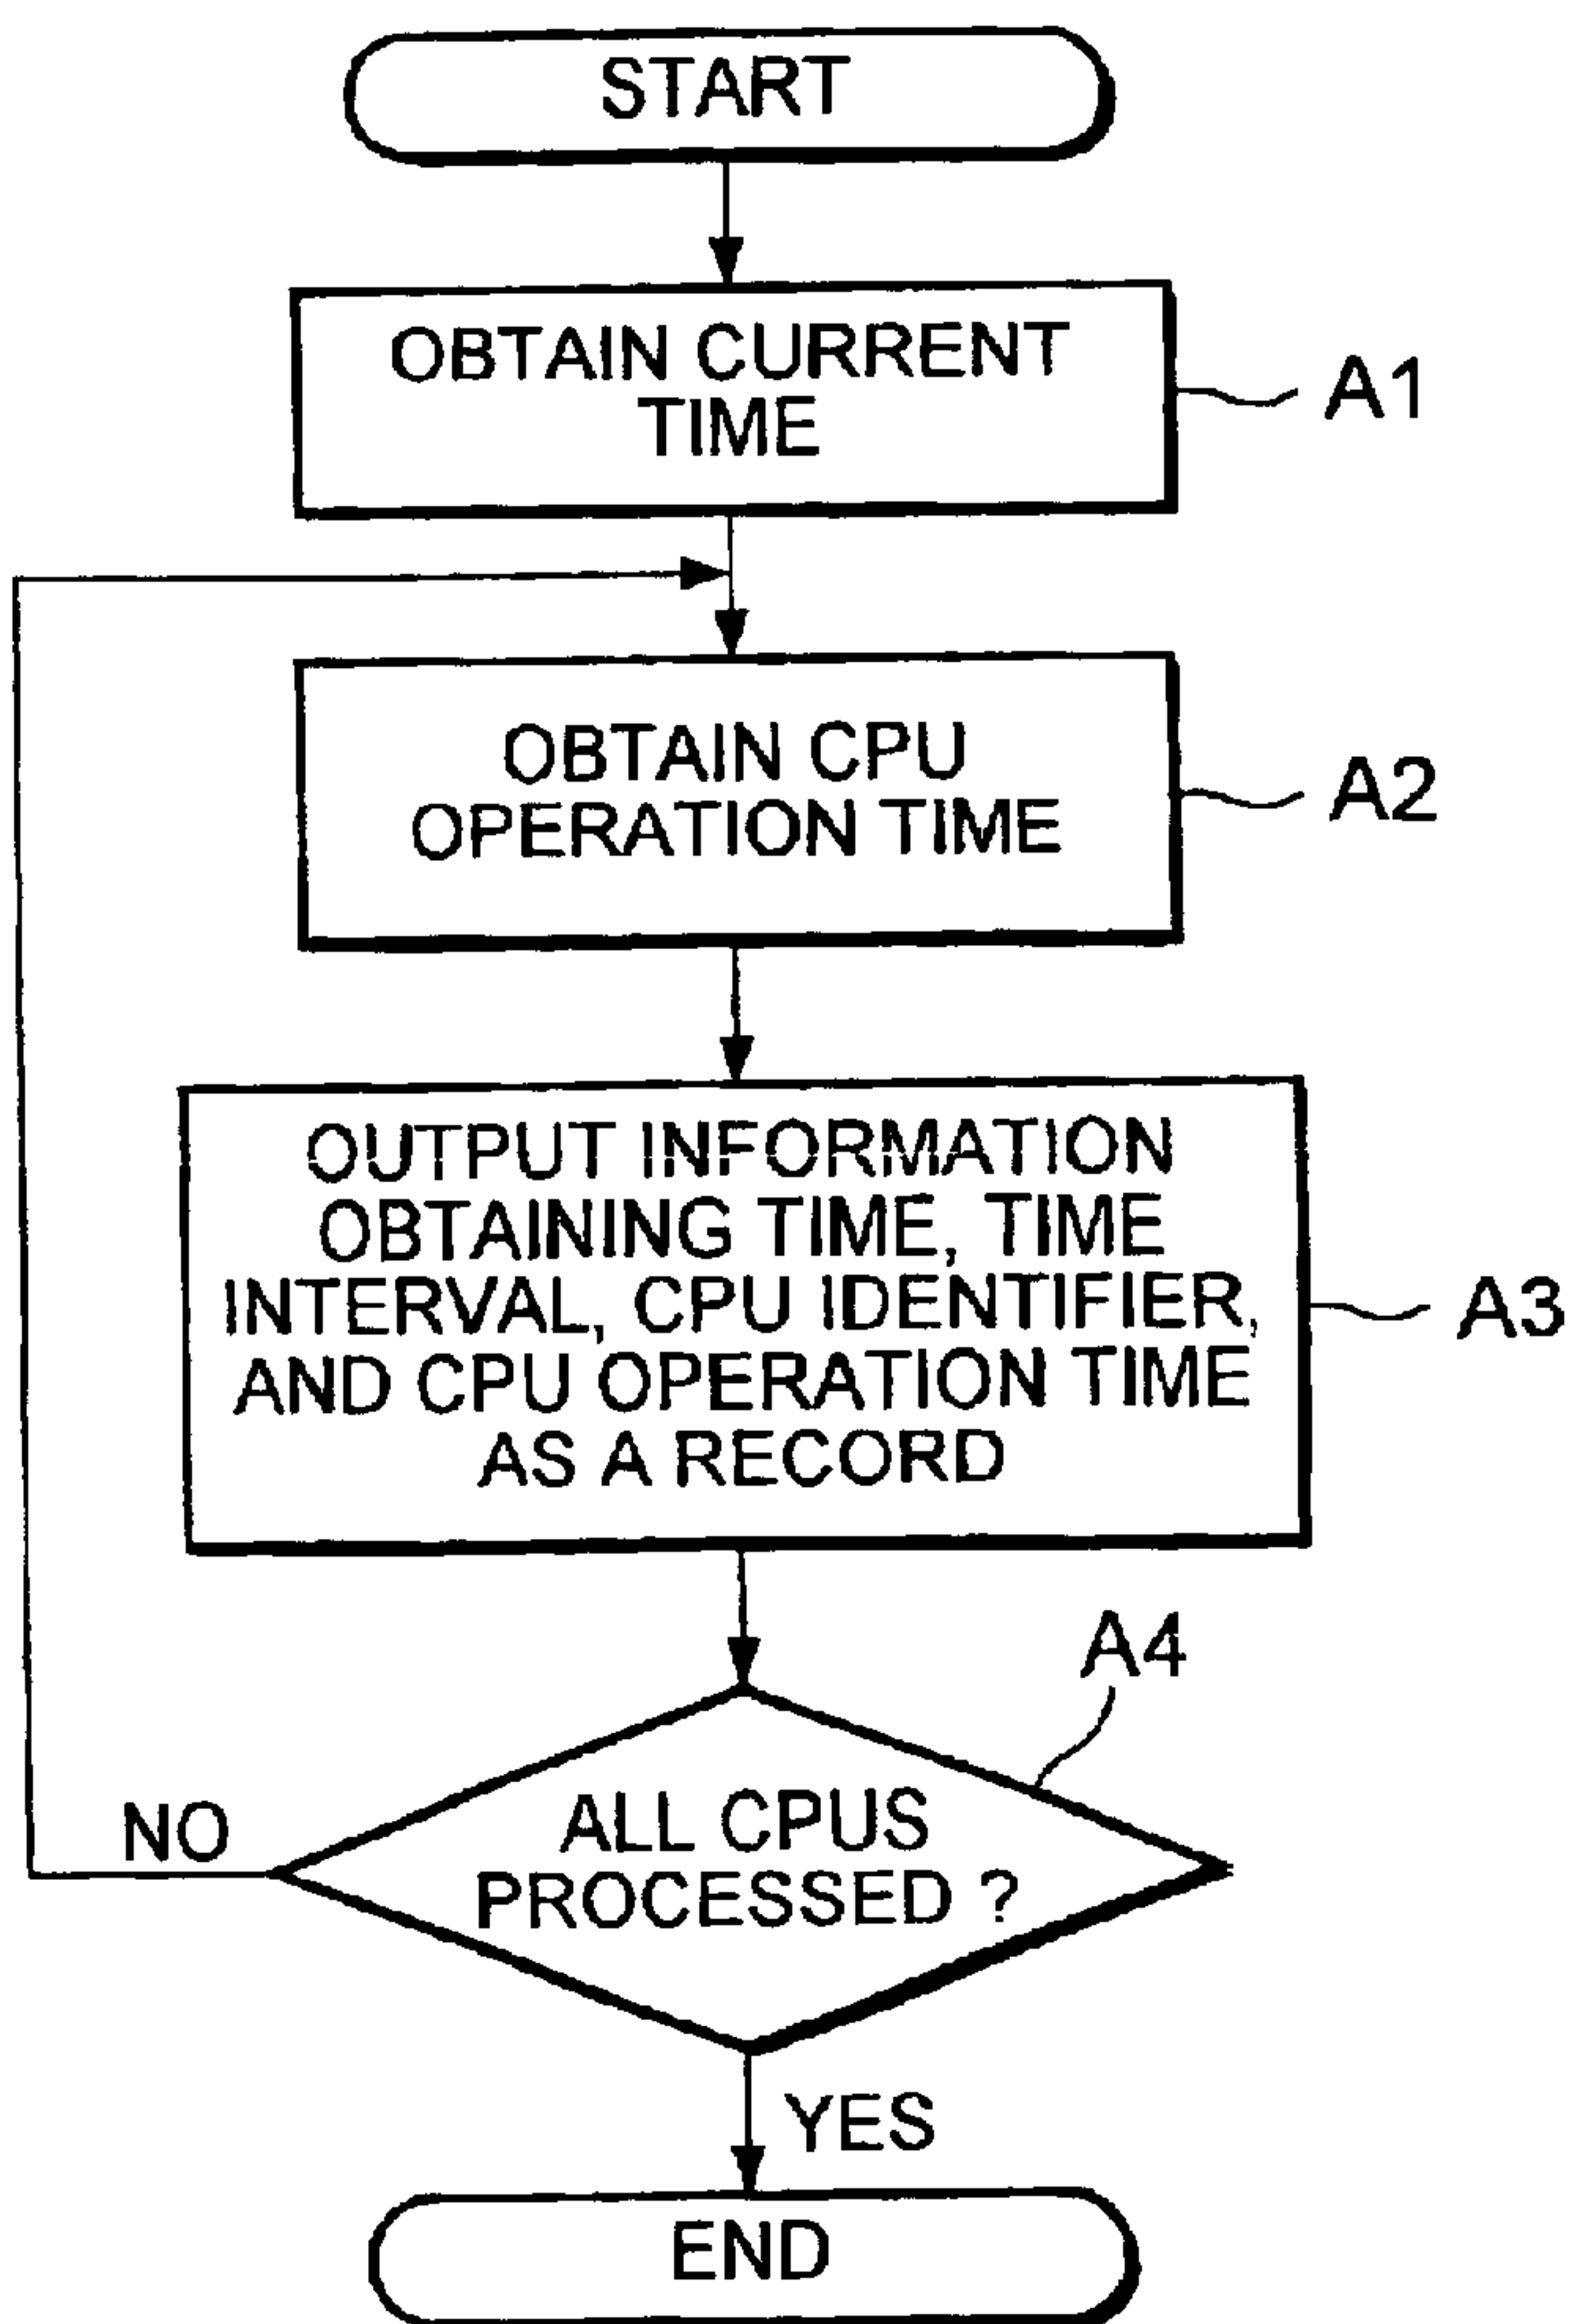 START
OBTAIN CURRENT
TIME
A1
OBTAIN CPU
OPERATION TIME
A2
OUTPUT INFORMATION
OBTAINING TIME, TIME
INTERVAL, CPU IDENTIFIER,
AND CPU OPERATION TIME
AS A RECORD
A3
A4
ALL CPUS
PROCESSED ?
NO
YES
END